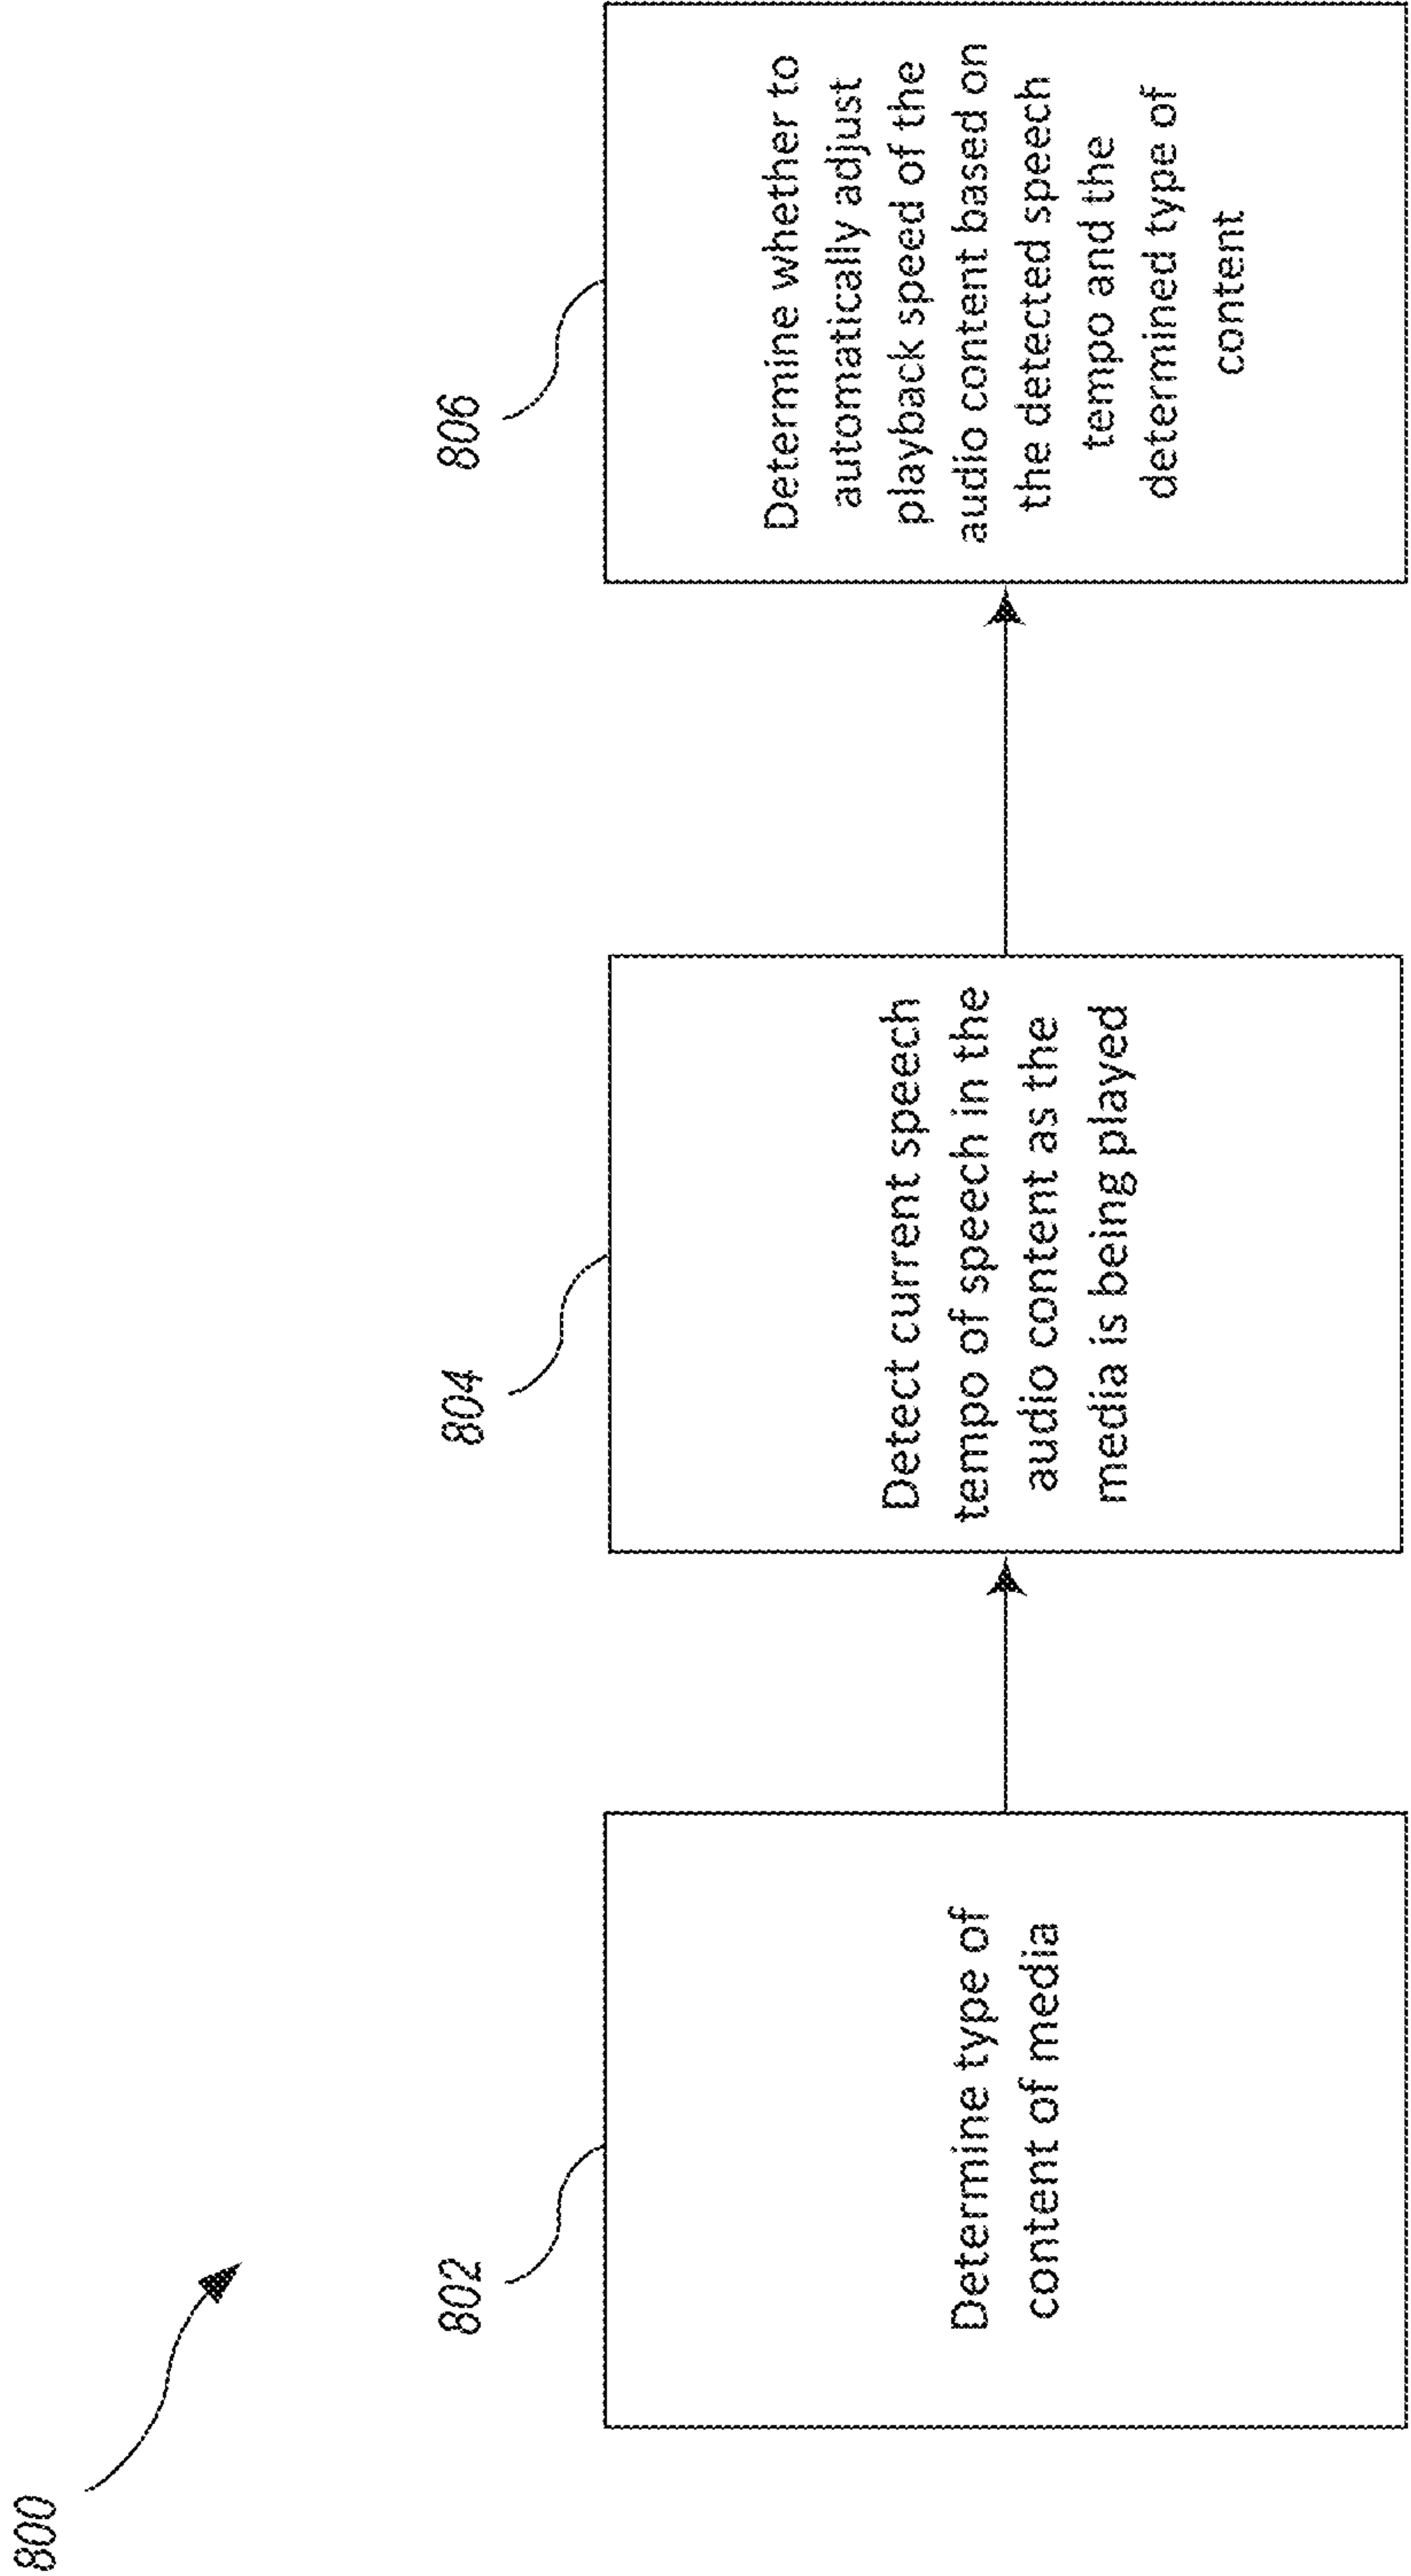 800
802
Determine type of
content of media
804
Detect current speech
tempo of speech in the
audio content as the
media is being played
806
Determine whether to
automatically adjust
playback speed of the
audio content based on
the detected speech
tempo and the
determined type of
content